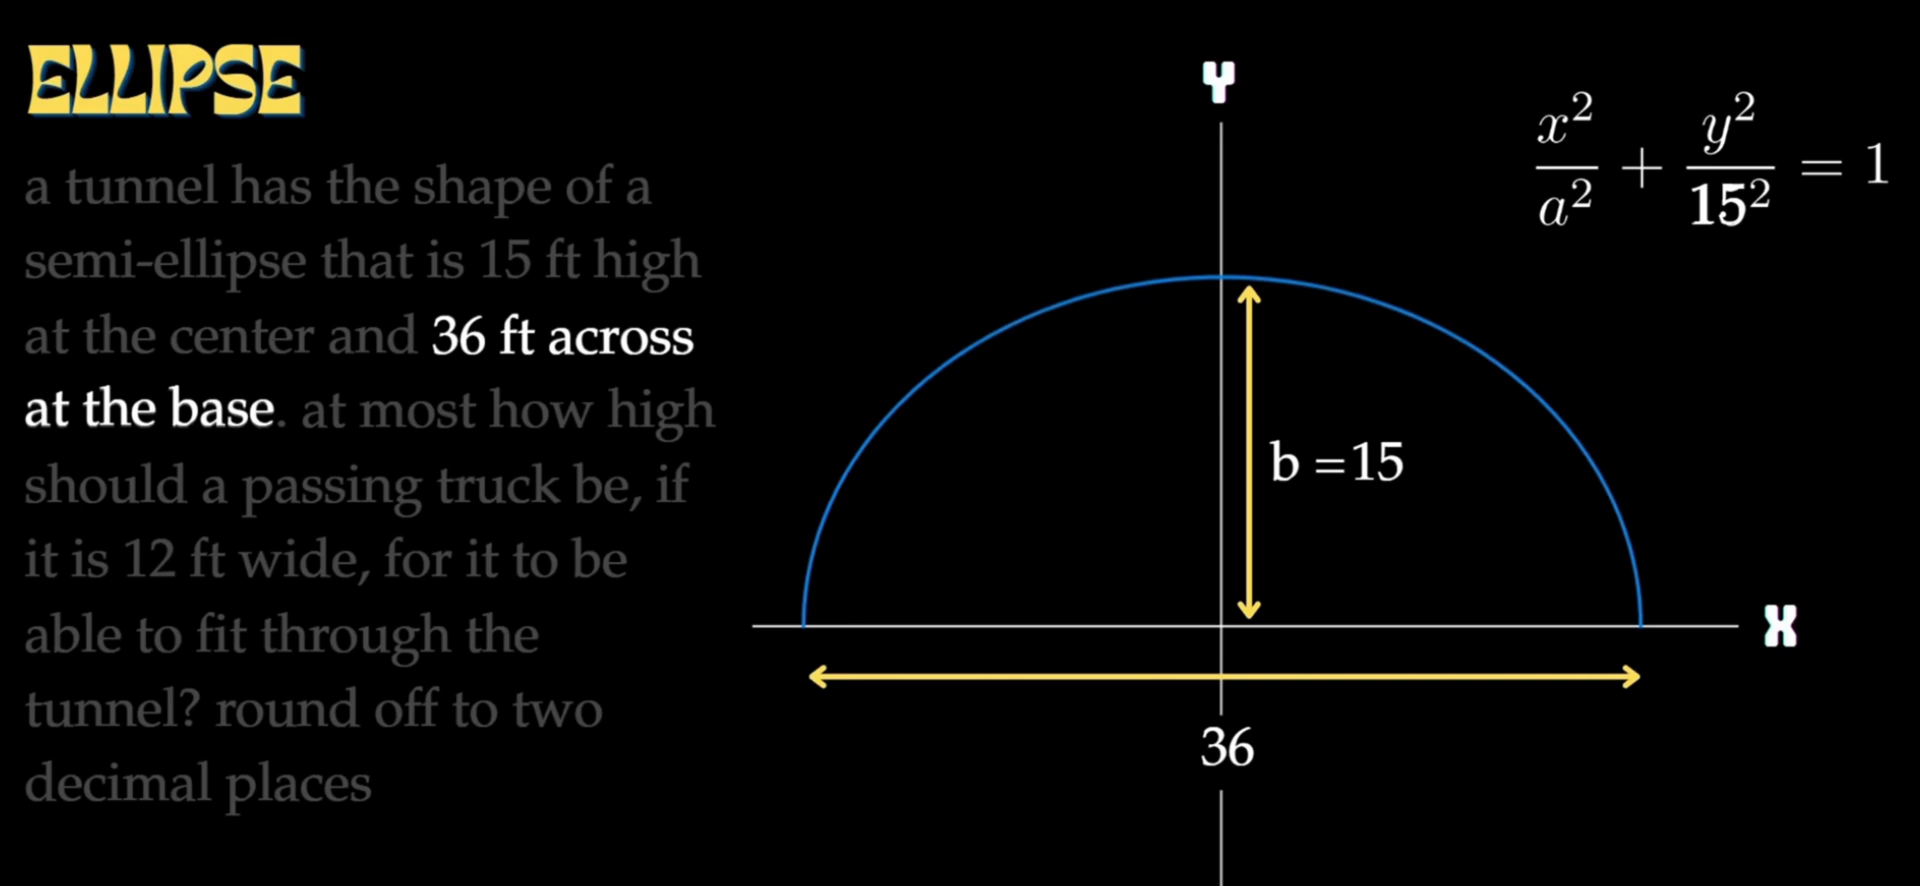 ELLIPSE
a tunnel has the shape of a
semi-ellipse that is 15 ft high
at the center and 36 ft across
at the base. at most how high
should a passing truck be, if
it is 12 ft wide, for it to be
able to fit through the
tunnel? round off to two
decimal places
Y
x²/a² + y²/15² = 1
b =15
X
36